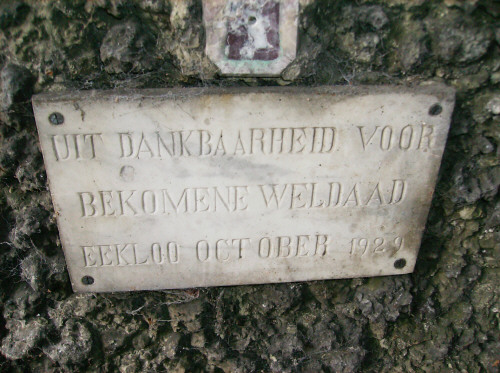 UIT DANKBAARHEID VOOR
BEKOMENE WELDAAD
EEKLOO OCTOBER 1929